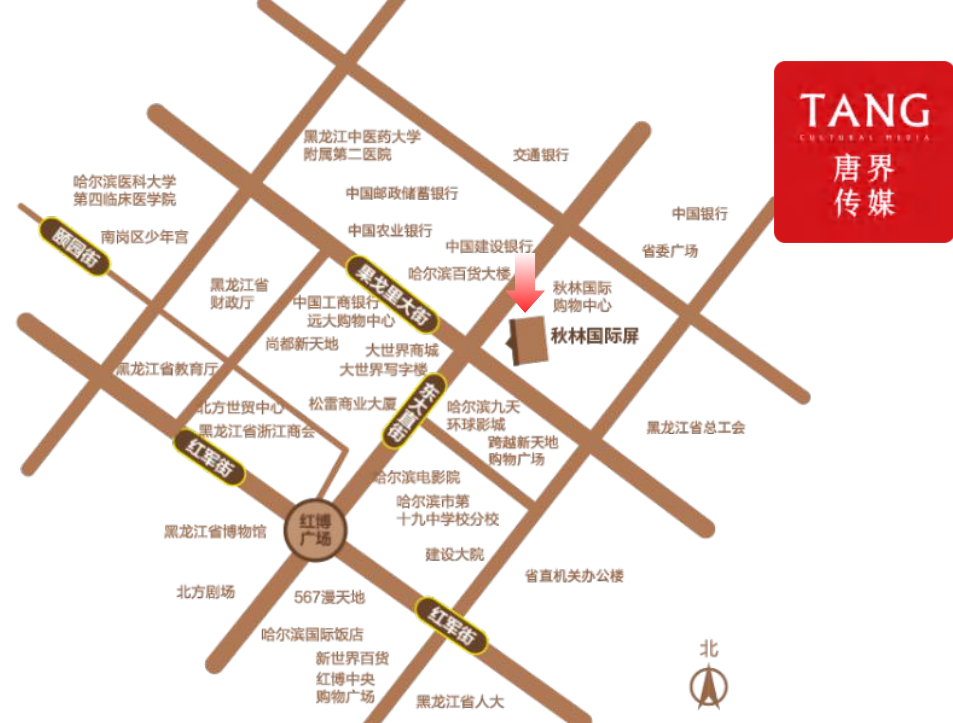 TANG
CULTURAL MEDIA
唐界
传媒
黑龙江中医药大学
附属第二医院
交通银行
哈尔滨医科大学
第四临床医学院
中国邮政储蓄银行
中国银行
颐园街
南岗区少年宫
中国农业银行
中国建设银行
省委广场
果戈里大街
哈尔滨百货大楼
黑龙江省
财政厅
秋林国际
购物中心
中国工商银行
远大购物中心
秋林国际屏
尚都新天地
大世界商城
大世界写字楼
黑龙江省教育厅
东大直街
北方世贸中心
松雷商业大厦
哈尔滨九天
环球影城
黑龙江省浙江商会
红军街
跨越新天地
购物广场
黑龙江省总工会
哈尔滨电影院
哈尔滨市第
十九中学校分校
红博
广场
黑龙江省博物馆
建设大院
省直机关办公楼
北方剧场
567漫天地
红军街
哈尔滨国际饭店
新世界百货
红博中央
购物广场
黑龙江省人大
北